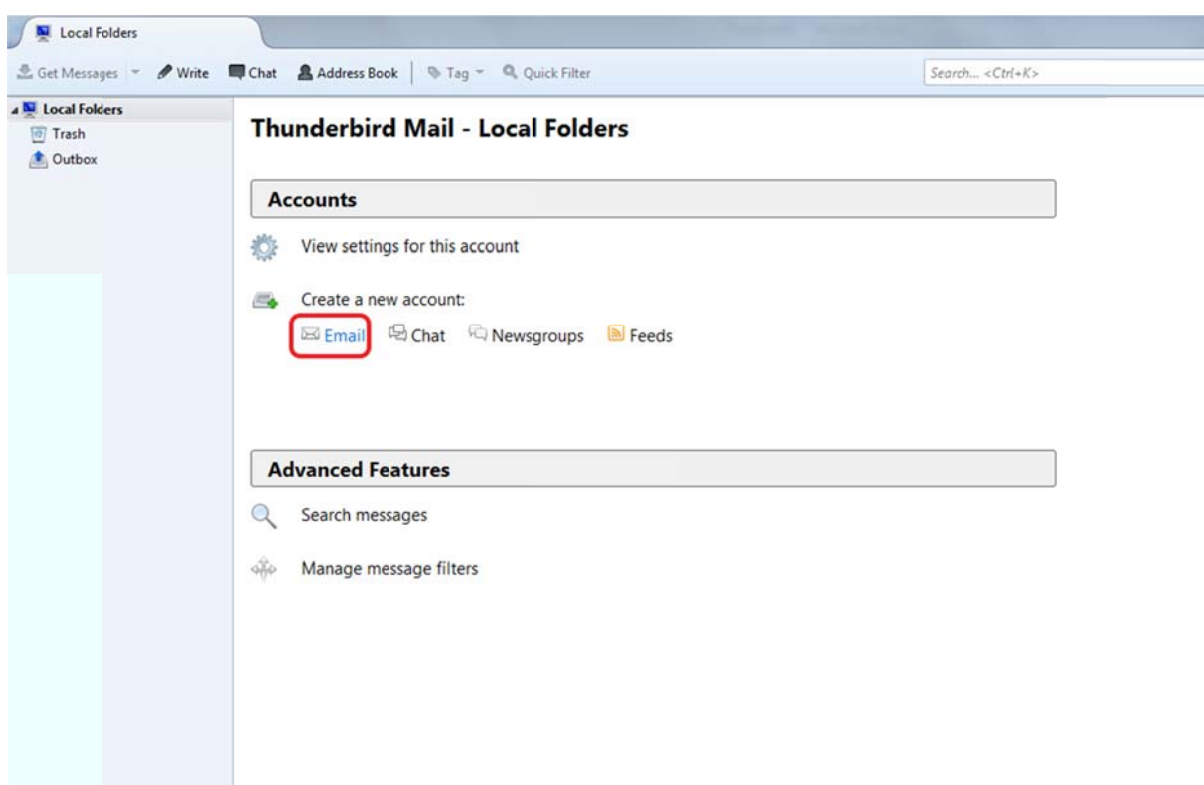 Local Folders
Get Messages Write Chat Address Book Tag Quick Filter Search... <Ctrl+K>
Local Folders
Trash
Outbox
Thunderbird Mail - Local Folders
Accounts
View settings for this account
Create a new account:
Email Chat Newsgroups Feeds
Advanced Features
Search messages
Manage message filters